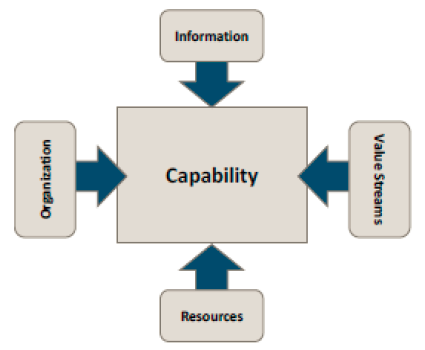 Information
Organization
Capability
Value Streams
Resources